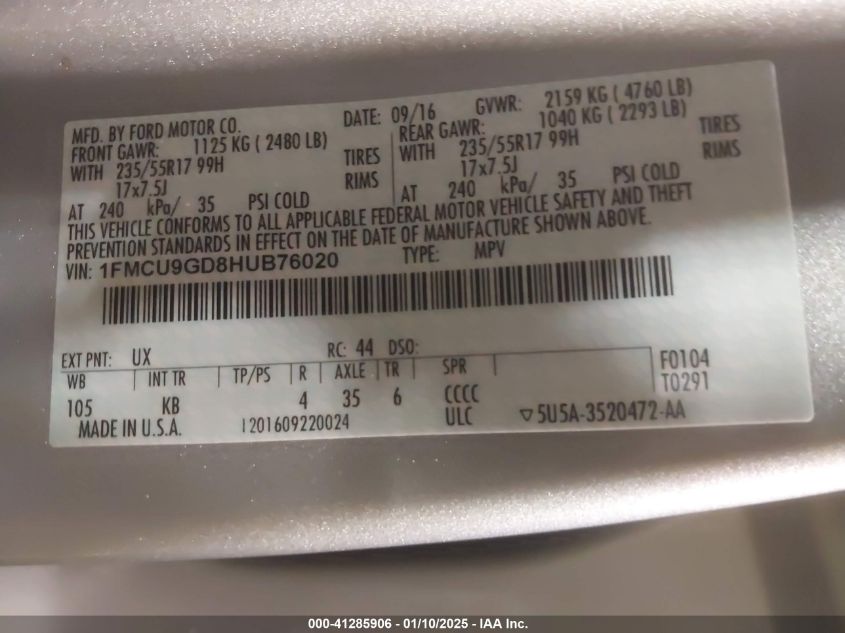 MFD. BY FORD MOTOR CO. DATE: 09/16 GVWR: 2159 KG ( 4760 LB)
FRONT GAWR: 1125 KG ( 2480 LB) REAR GAWR: 1040 KG ( 2293 LB)
WITH 235/55R17 99H TIRES WITH 235/55R17 99H TIRES
17x7.5J RIMS 17x7.5J RIMS
AT 240 kPa/ 35 PSI COLD AT 240 kPa/ 35 PSI COLD
THIS VEHICLE CONFORMS TO ALL APPLICABLE FEDERAL MOTOR VEHICLE SAFETY AND THEFT
PREVENTION STANDARDS IN EFFECT ON THE DATE OF MANUFACTURE SHOWN ABOVE.
VIN: 1FMCU9GD8HUB76020 TYPE: MPV
EXT PNT: UX RC: 44 DSO: F0104
WB INT TR TP/PS R AXLE TR SPR T0291
105 KB 4 35 6 CCCC
MADE IN U.S.A. I201609220024 ULC ▽5U5A-3520472-AA
000-41285906 - 01/10/2025 - IAA Inc.